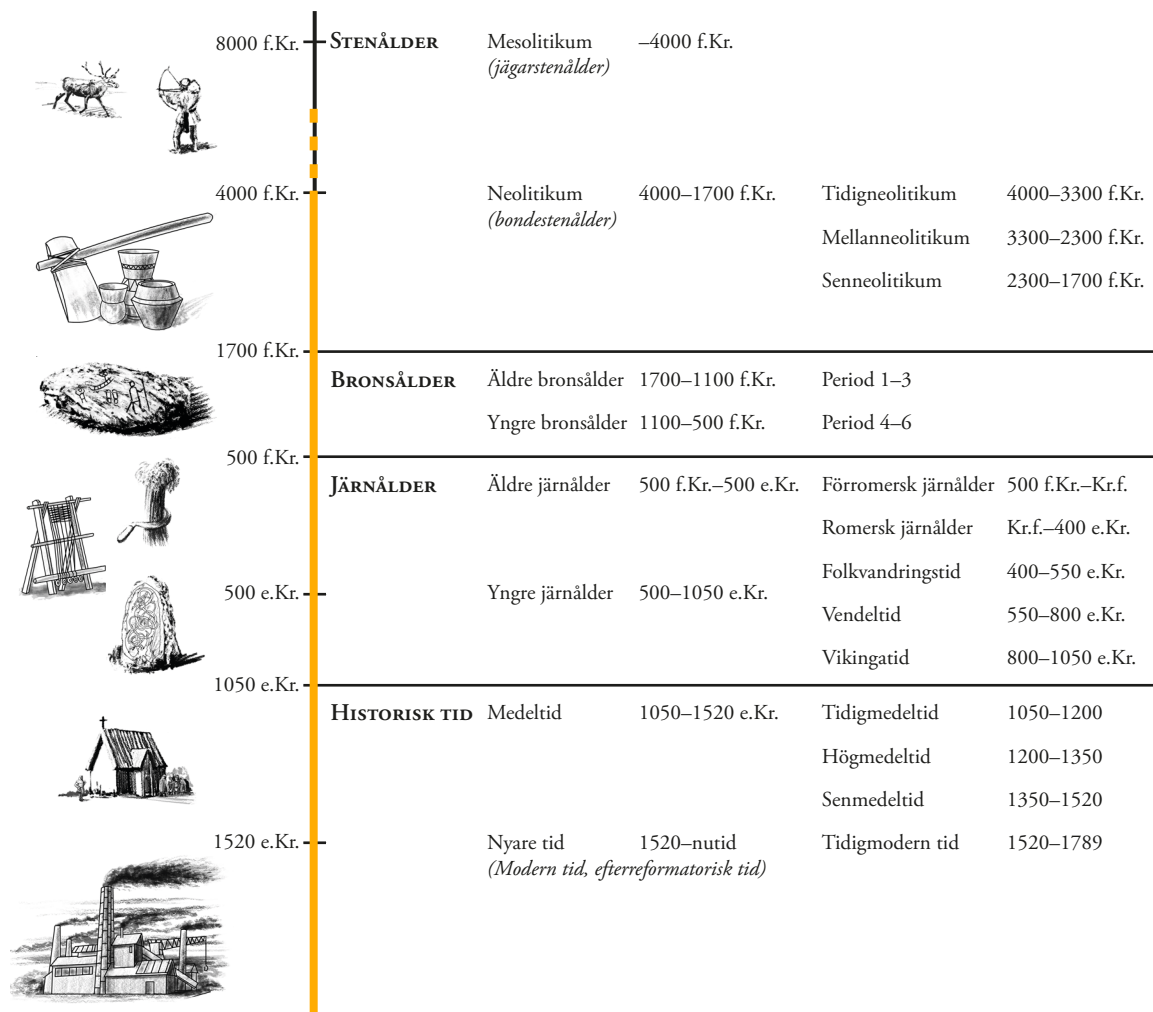 8000 f.Kr. STENÅLDER Mesolitikum –4000 f.Kr.
(jägarstenålder)
4000 f.Kr. Neolitikum 4000–1700 f.Kr. Tidigneolitikum 4000–3300 f.Kr.
(bondestenålder)
Mellanneolitikum 3300–2300 f.Kr.
Senneolitikum 2300–1700 f.Kr.
1700 f.Kr.
BRONSÅLDER Äldre bronsålder 1700–1100 f.Kr. Period 1–3
Yngre bronsålder 1100–500 f.Kr. Period 4–6
500 f.Kr.
JÄRNÅLDER Äldre järnålder 500 f.Kr.–500 e.Kr. Förromersk järnålder 500 f.Kr.–Kr.f.
Romersk järnålder Kr.f.–400 e.Kr.
Folkvandringstid 400–550 e.Kr.
500 e.Kr. Yngre järnålder 500–1050 e.Kr.
Vendeltid 550–800 e.Kr.
Vikingatid 800–1050 e.Kr.
1050 e.Kr.
HISTORISK TID Medeltid 1050–1520 e.Kr. Tidigmedeltid 1050–1200
Högmedeltid 1200–1350
Senmedeltid 1350–1520
1520 e.Kr. Nyare tid 1520–nutid Tidigmodern tid 1520–1789
(Modern tid, efterreformatorisk tid)